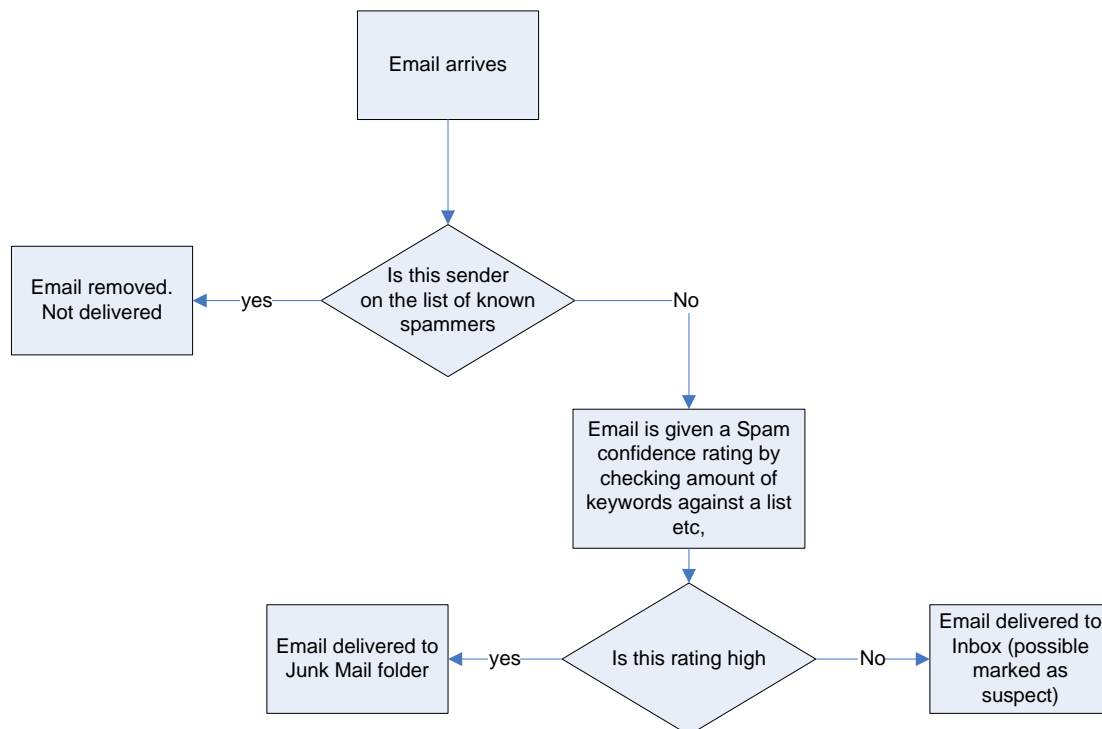 Email arrives
Is this sender
on the list of known
spammers
yes
Email removed.
Not delivered
No
Email is given a Spam
confidence rating by
checking amount of
keywords against a list
etc,
Is this rating high
yes
Email delivered to
Junk Mail folder
No
Email delivered to
Inbox (possible
marked as
suspect)